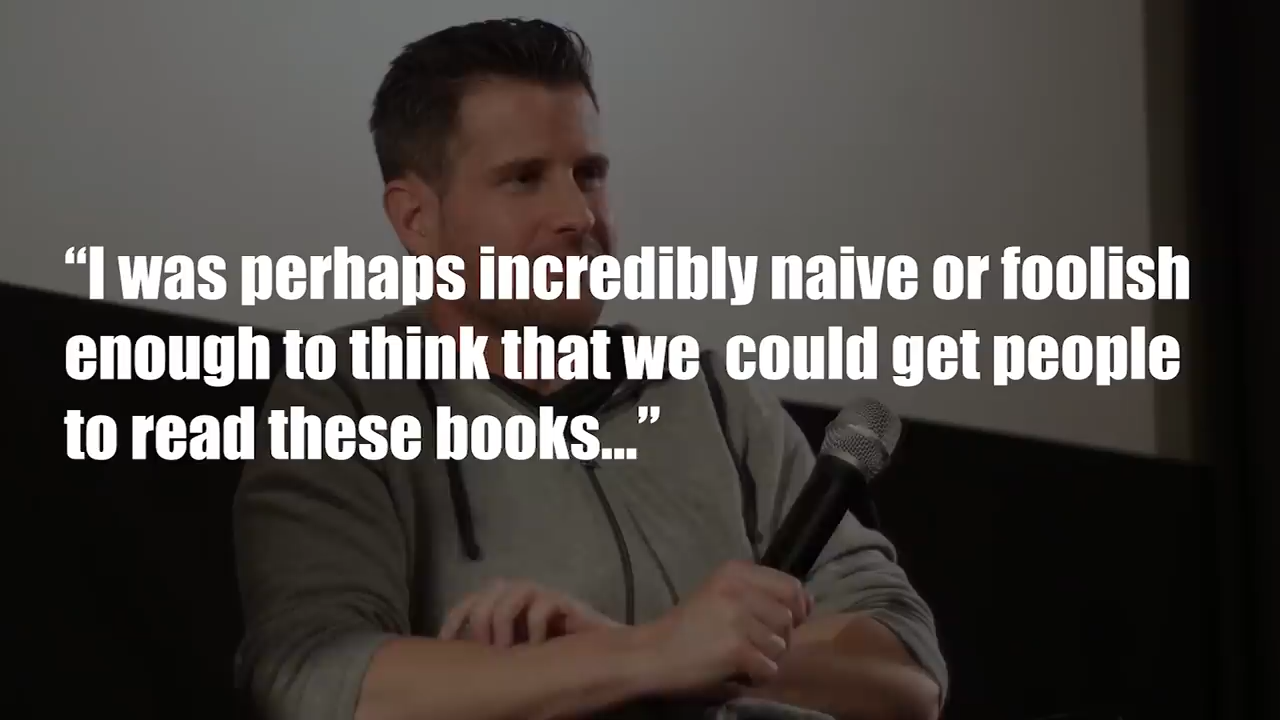 “I was perhaps incredibly naive or foolish
enough to think that we  could get people
to read these books...”